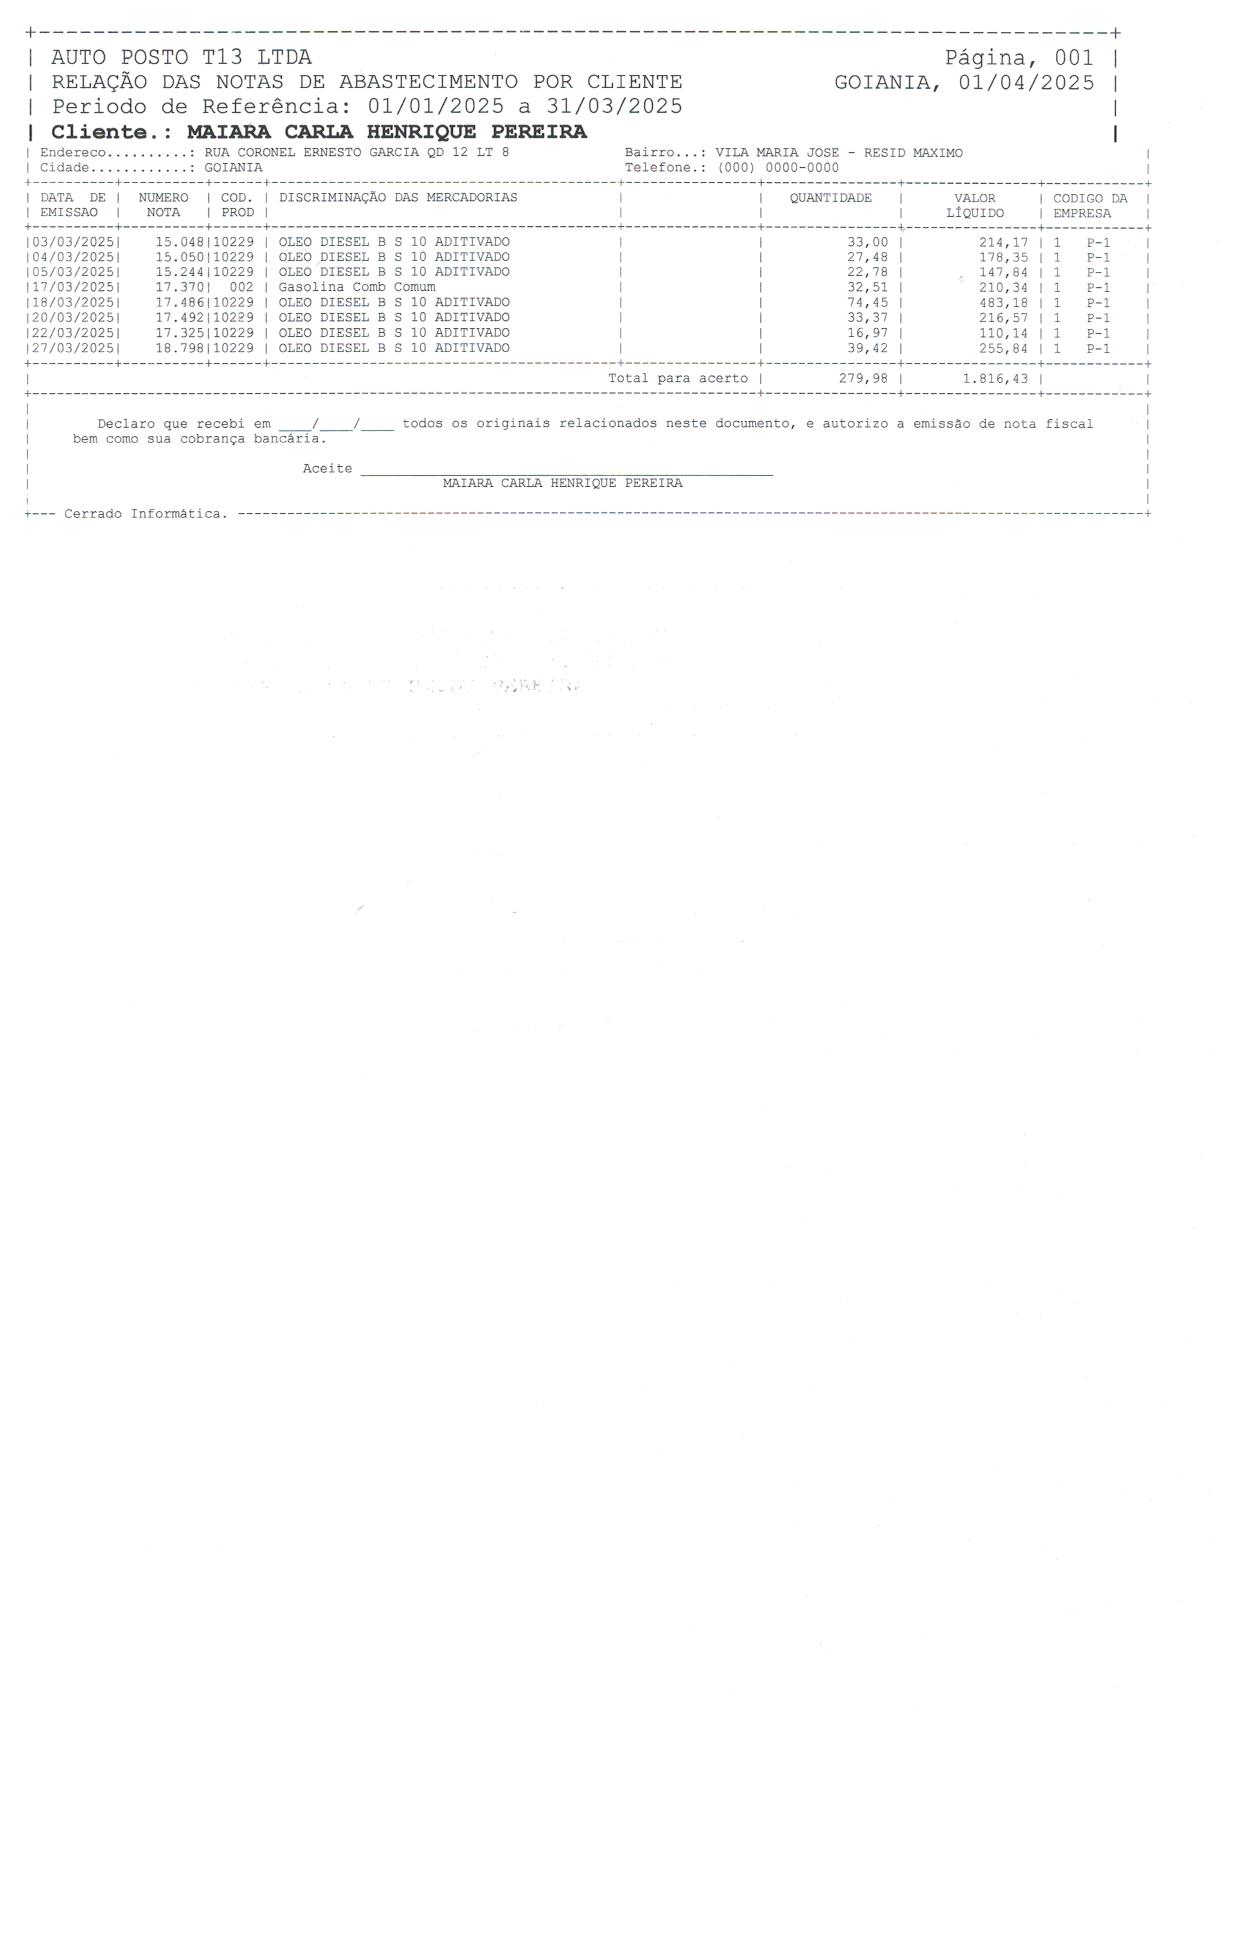 AUTO POSTO T13 LTDA Página, 001
RELAÇÃO DAS NOTAS DE ABASTECIMENTO POR CLIENTE GOIANIA, 01/04/2025
Periodo de Referência: 01/01/2025 a 31/03/2025
Cliente.: MAIARA CARLA HENRIQUE PEREIRA
Endereco..........: RUA CORONEL ERNESTO GARCIA QD 12 LT 8 Bairro...: VILA MARIA JOSE - RESID MAXIMO
Cidade............: GOIANIA Telefone.: (000) 0000-0000
| DATA DE | NUMERO | COD. | DISCRIMINAÇÃO DAS MERCADORIAS | | QUANTIDADE | VALOR | CODIGO DA |
| EMISSAO | NOTA | PROD | | | | LÍQUIDO | EMPRESA |
|03/03/2025| 15.048|10229 | OLEO DIESEL B S 10 ADITIVADO | | 33,00 | 214,17 | 1 P-1 |
|04/03/2025| 15.050|10229 | OLEO DIESEL B S 10 ADITIVADO | | 27,48 | 178,35 | 1 P-1 |
|05/03/2025| 15.244|10229 | OLEO DIESEL B S 10 ADITIVADO | | 22,78 | 147,84 | 1 P-1 |
|17/03/2025| 17.370| 002 | Gasolina Comb Comum | | 32,51 | 210,34 | 1 P-1 |
|18/03/2025| 17.486|10229 | OLEO DIESEL B S 10 ADITIVADO | | 74,45 | 483,18 | 1 P-1 |
|20/03/2025| 17.492|10229 | OLEO DIESEL B S 10 ADITIVADO | | 33,37 | 216,57 | 1 P-1 |
|22/03/2025| 17.325|10229 | OLEO DIESEL B S 10 ADITIVADO | | 16,97 | 110,14 | 1 P-1 |
|27/03/2025| 18.798|10229 | OLEO DIESEL B S 10 ADITIVADO | | 39,42 | 255,84 | 1 P-1 |
| Total para acerto | 279,98 | 1.816,43 | |
Declaro que recebi em ____/____/____ todos os originais relacionados neste documento, e autorizo a emissão de nota fiscal
bem como sua cobrança bancária.
Aceite __________________________________________________
MAIARA CARLA HENRIQUE PEREIRA
+--- Cerrado Informática. ---+